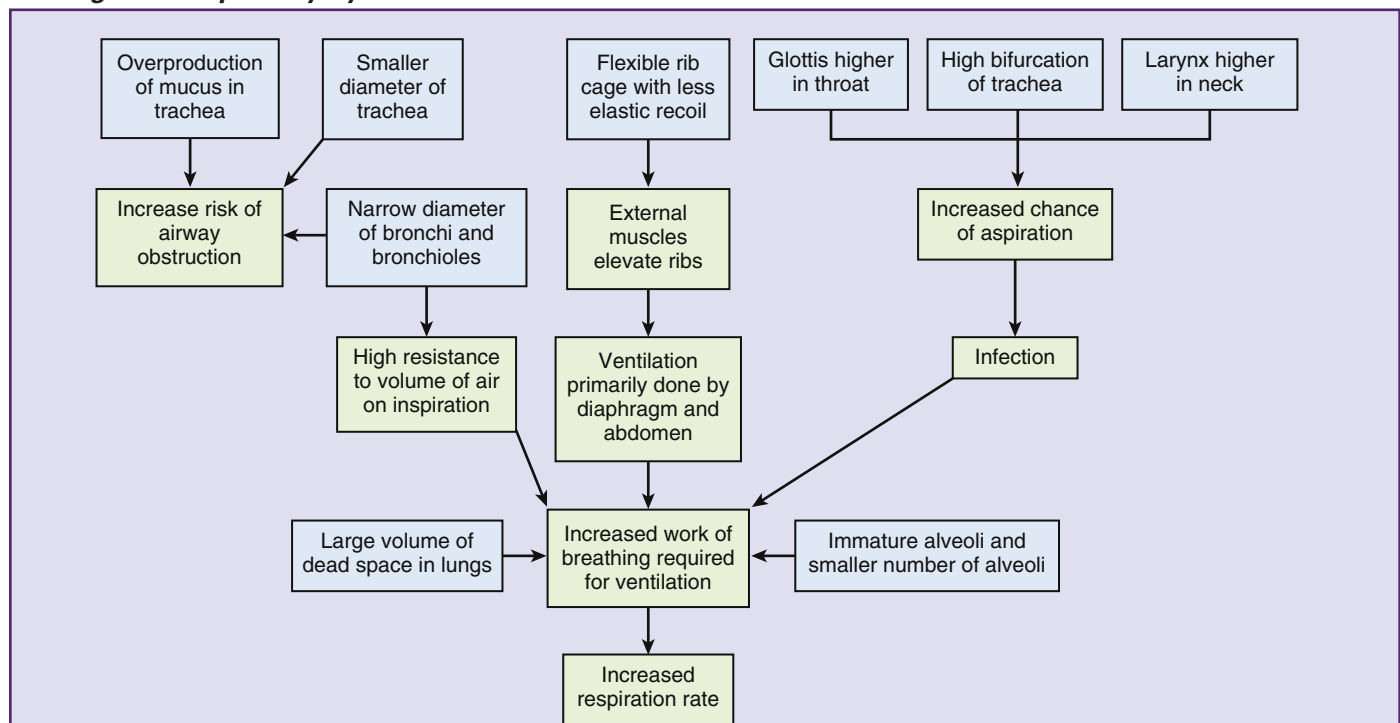 Overproduction
of mucus in
trachea
Smaller
diameter of
trachea
Flexible rib
cage with less
elastic recoil
Glottis higher
in throat
High bifurcation
of trachea
Larynx higher
in neck
Increase risk of
airway
obstruction
Narrow diameter
of bronchi and
bronchioles
External
muscles
elevate ribs
Increased chance
of aspiration
High resistance
to volume of air
on inspiration
Ventilation
primarily done by
diaphragm and
abdomen
Infection
Large volume of
dead space in lungs
Increased work of
breathing required
for ventilation
Immature alveoli and
smaller number of alveoli
Increased
respiration rate